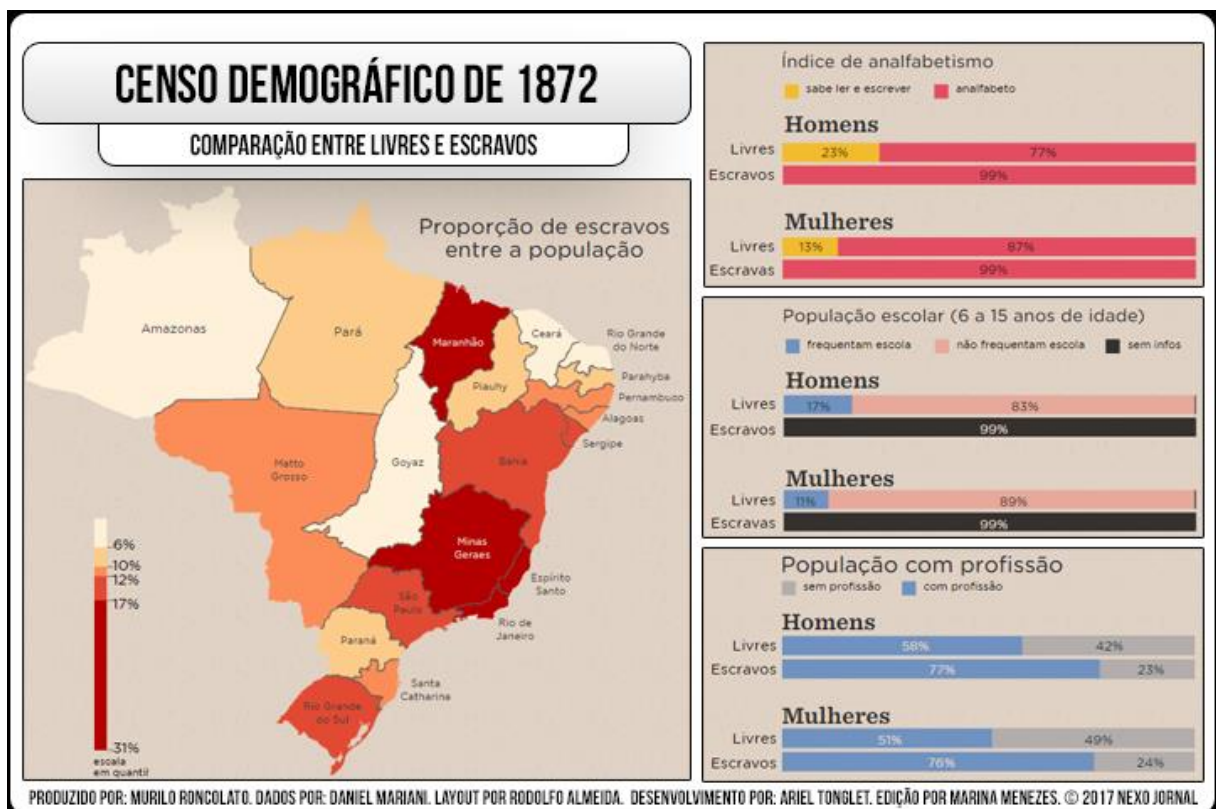 CENSO DEMOGRÁFICO DE 1872
COMPARAÇÃO ENTRE LIVRES E ESCRAVOS
Proporção de escravos
entre a população
Amazonas
Pará
Maranhão
Ceará
Rio Grande
do Norte
Piauhy
Parahyba
Pernambuco
Alagoas
Sergipe
Matto
Grosso
Goyaz
Bahia
Minas
Geraes
Espírito
Santo
São
Paulo
Rio de
Janeiro
Paraná
Santa
Catharina
Rio Grande
do Sul
6%
10%
12%
17%
31%
escala
em quantil
Índice de analfabetismo
sabe ler e escrever analfabeto
Homens
Livres 23% 77%
Escravos 99%
Mulheres
Livres 13% 87%
Escravas 99%
População escolar (6 a 15 anos de idade)
frequentam escola não frequentam escola sem infos
Homens
Livres 17% 83%
Escravos 99%
Mulheres
Livres 11% 89%
Escravas 99%
População com profissão
sem profissão com profissão
Homens
Livres 58% 42%
Escravos 77% 23%
Mulheres
Livres 51% 49%
Escravos 76% 24%
PRODUZIDO POR: MURILO RONCOLATO. DADOS POR: DANIEL MARIANI. LAYOUT POR RODOLFO ALMEIDA. DESENVOLVIMENTO POR: ARIEL TONGLET. EDIÇÃO POR MARINA MENEZES. © 2017 NEXO JORNAL